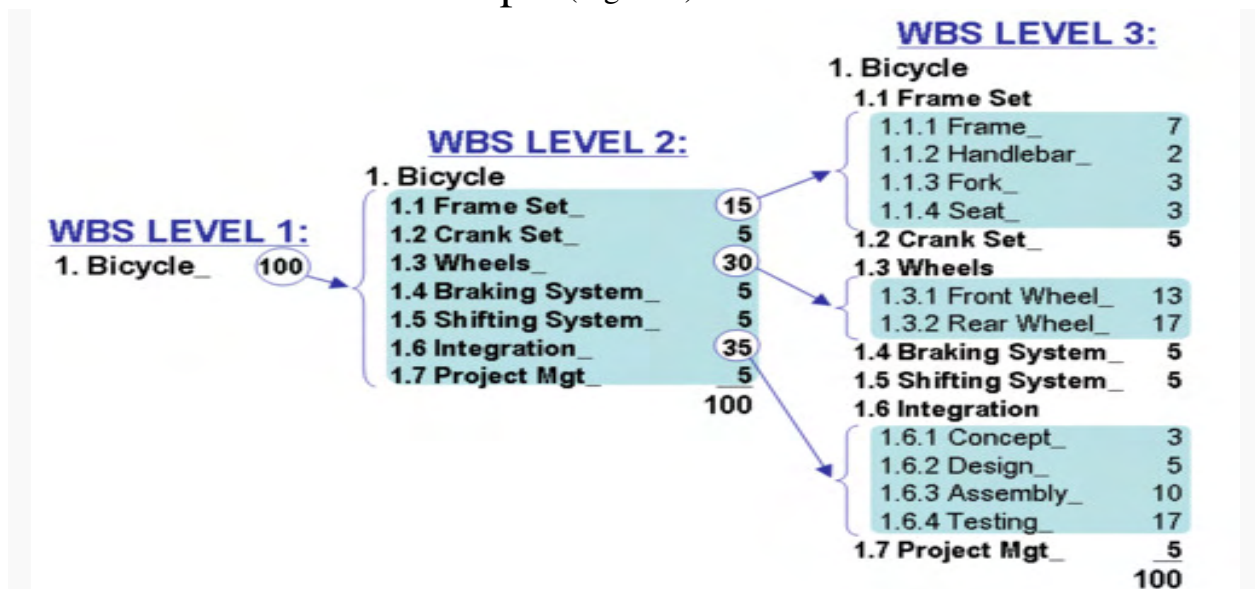 WBS LEVEL 1:
1. Bicycle_ 100
WBS LEVEL 2:
1. Bicycle
1.1 Frame Set_ 15
1.2 Crank Set_ 5
1.3 Wheels_ 30
1.4 Braking System_ 5
1.5 Shifting System_ 5
1.6 Integration_ 35
1.7 Project Mgt_ 5
100
WBS LEVEL 3:
1. Bicycle
1.1 Frame Set
1.1.1 Frame_ 7
1.1.2 Handlebar_ 2
1.1.3 Fork_ 3
1.1.4 Seat_ 3
1.2 Crank Set_ 5
1.3 Wheels
1.3.1 Front Wheel_ 13
1.3.2 Rear Wheel_ 17
1.4 Braking System_ 5
1.5 Shifting System_ 5
1.6 Integration
1.6.1 Concept_ 3
1.6.2 Design_ 5
1.6.3 Assembly_ 10
1.6.4 Testing_ 17
1.7 Project Mgt_ 5
100